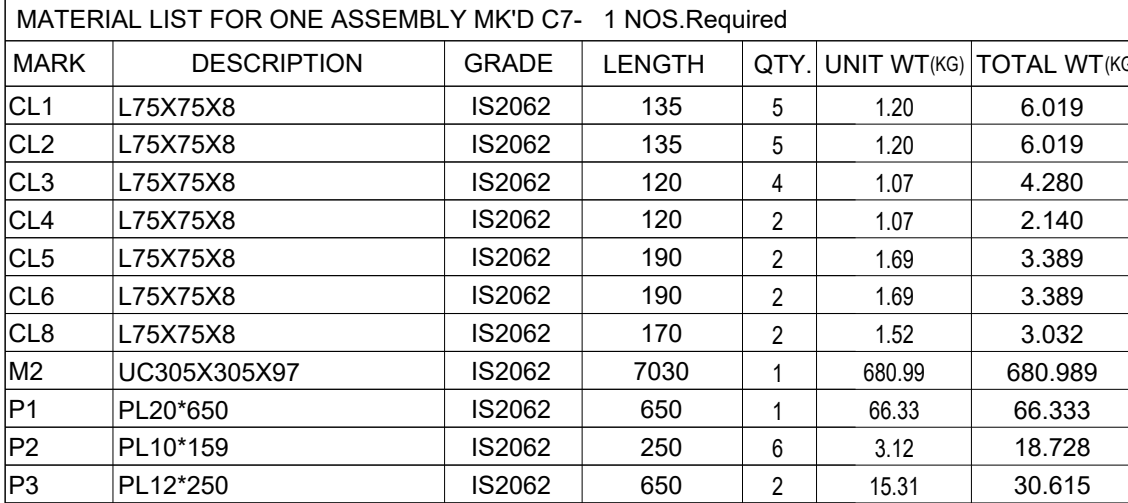 MATERIAL LIST FOR ONE ASSEMBLY MK'D C7- 1 NOS.Required
MARK DESCRIPTION GRADE LENGTH QTY. UNIT WT(KG) TOTAL WT(KG
CL1 L75X75X8 IS2062 135 5 1.20 6.019
CL2 L75X75X8 IS2062 135 5 1.20 6.019
CL3 L75X75X8 IS2062 120 4 1.07 4.280
CL4 L75X75X8 IS2062 120 2 1.07 2.140
CL5 L75X75X8 IS2062 190 2 1.69 3.389
CL6 L75X75X8 IS2062 190 2 1.69 3.389
CL8 L75X75X8 IS2062 170 2 1.52 3.032
M2 UC305X305X97 IS2062 7030 1 680.99 680.989
P1 PL20*650 IS2062 650 1 66.33 66.333
P2 PL10*159 IS2062 250 6 3.12 18.728
P3 PL12*250 IS2062 650 2 15.31 30.615